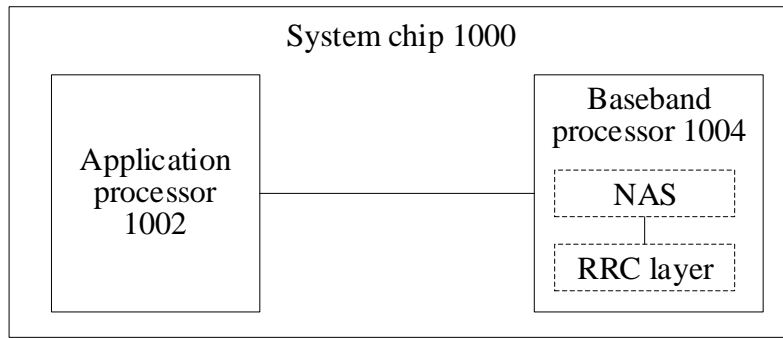 System chip 1000
Application
processor
1002
Baseband
processor 1004
NAS
RRC layer